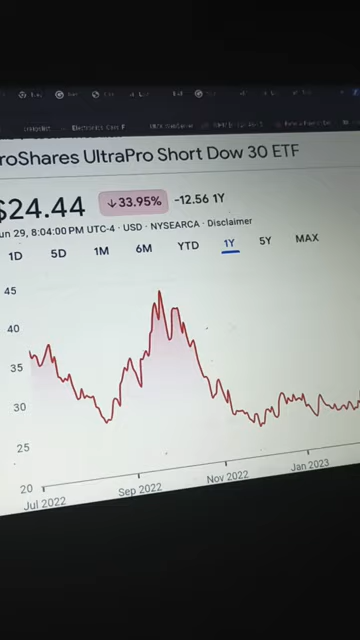 roShares UltraPro Short Dow 30 ETF
$24.44 ↓33.95% -12.56 1Y
un 29, 8:04:00 PM UTC-4 · USD · NYSEARCA · Disclaimer
1D 5D 1M 6M YTD 1Y 5Y MAX
45
40
35
30
25
20
Jul 2022 Sep 2022 Nov 2022 Jan 2023